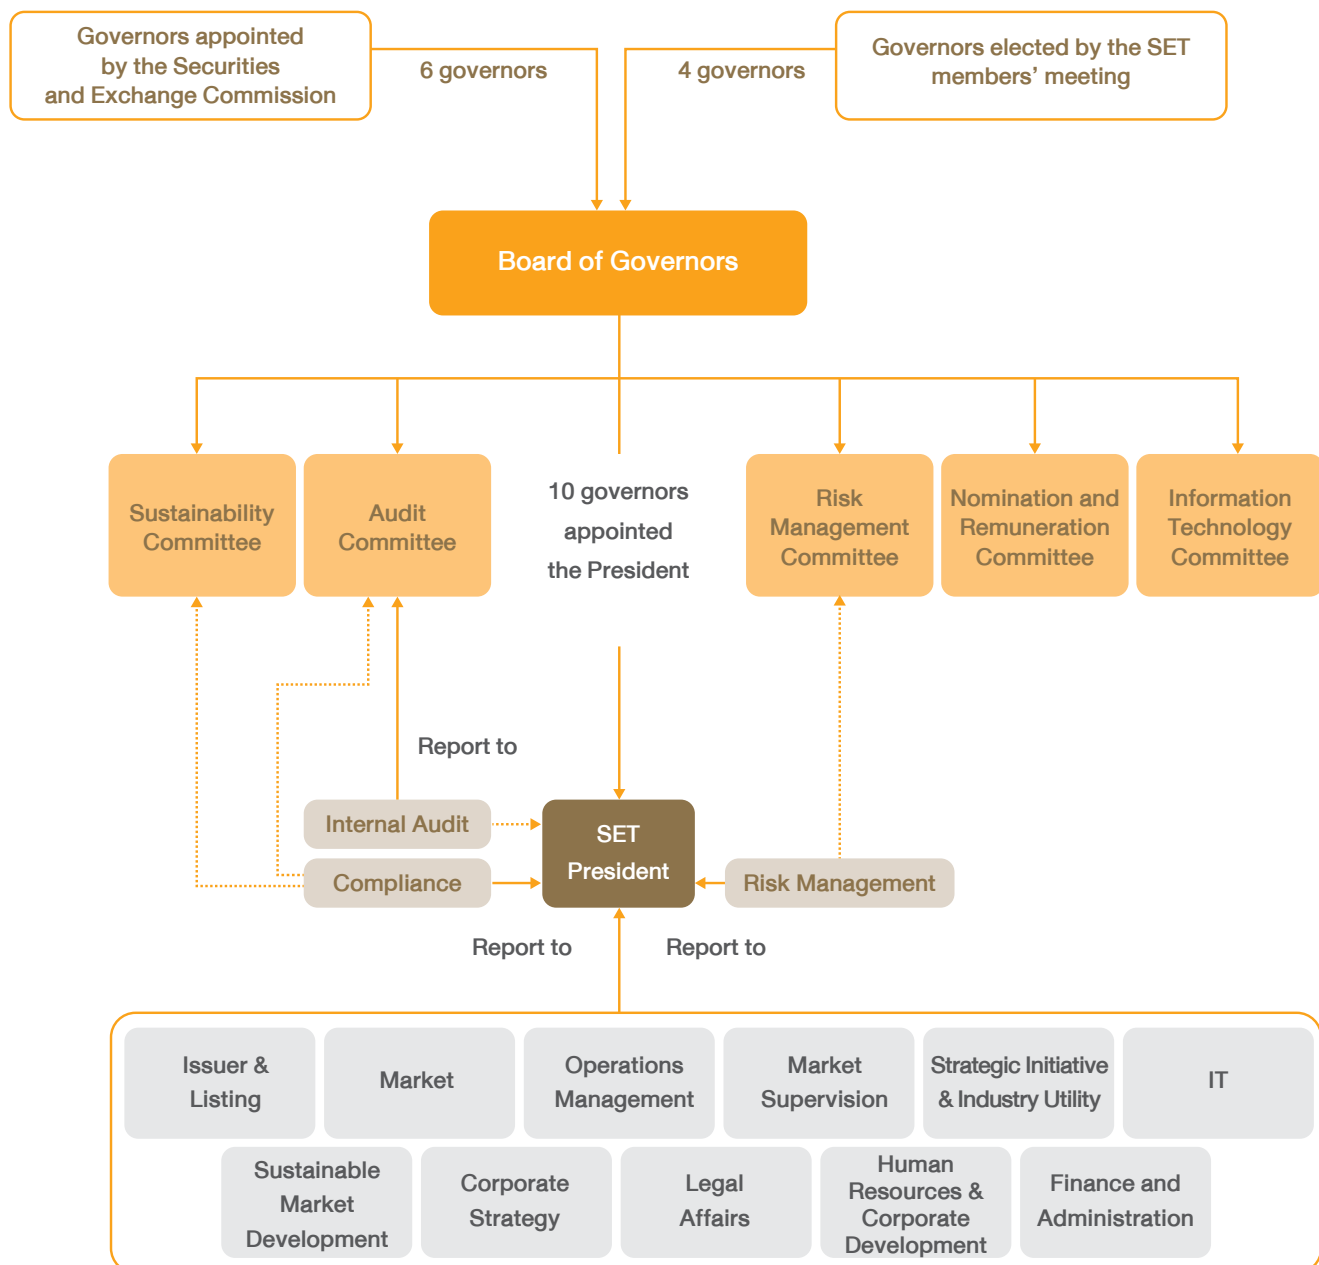 Governors appointed
by the Securities
and Exchange Commission
6 governors
4 governors
Governors elected by the SET
members’ meeting
Board of Governors
Sustainability
Committee
Audit
Committee
10 governors
appointed
the President
Risk
Management
Committee
Nomination and
Remuneration
Committee
Information
Technology
Committee
Report to
Internal Audit
Compliance
SET
President
Risk Management
Report to
Report to
Issuer &
Listing
Market
Operations
Management
Market
Supervision
Strategic Initiative
& Industry Utility
IT
Sustainable
Market
Development
Corporate
Strategy
Legal
Affairs
Human
Resources &
Corporate
Development
Finance and
Administration